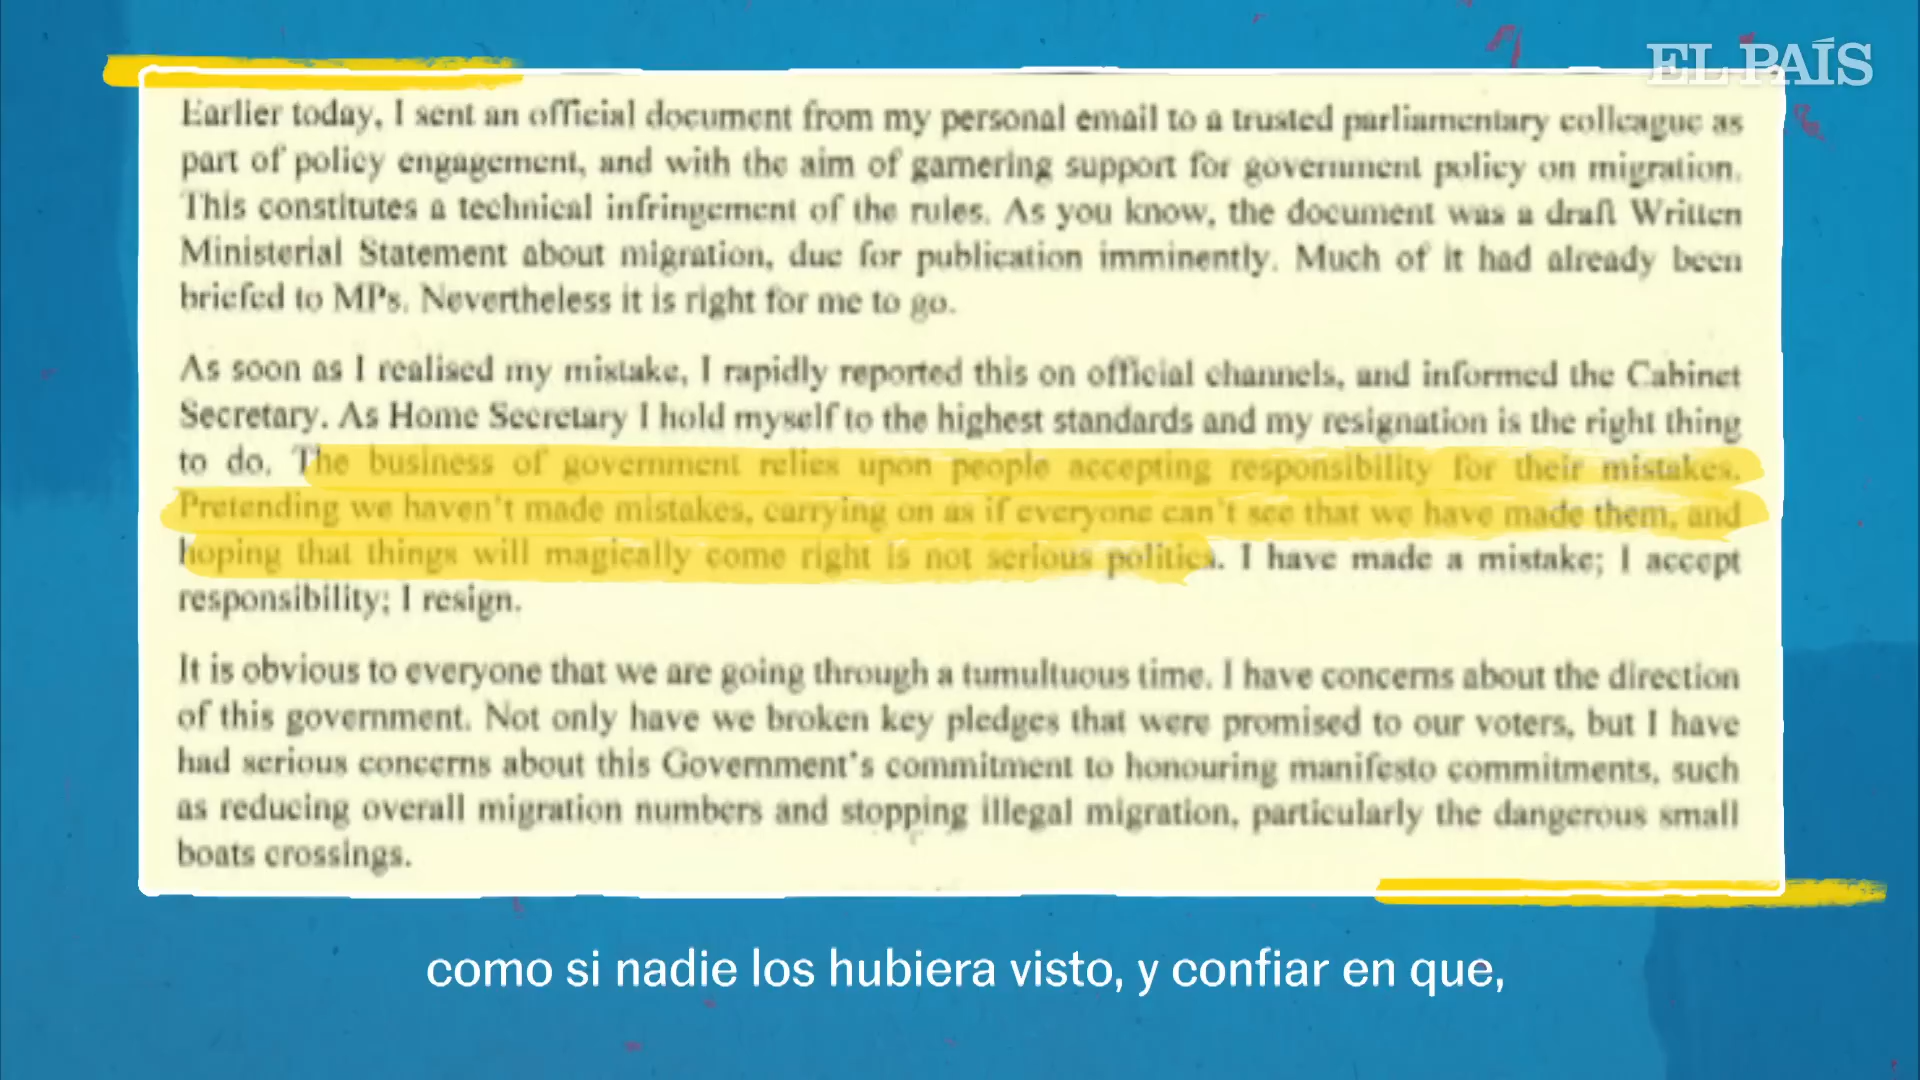 EL PAÍS
Earlier today, I sent an official document from my personal email to a trusted parliamentary colleague as
part of policy engagement, and with the aim of garnering support for government policy on migration.
This constitutes a technical infringement of the rules. As you know, the document was a draft Written
Ministerial Statement about migration, due for publication imminently. Much of it had already been
briefed to MPs. Nevertheless it is right for me to go.
As soon as I realised my mistake, I rapidly reported this on official channels, and informed the Cabinet
Secretary. As Home Secretary I hold myself to the highest standards and my resignation is the right thing
to do. The business of government relies upon people accepting responsibility for their mistakes.
Pretending we haven't made mistakes, carrying on as if everyone can't see that we have made them, and
hoping that things will magically come right is not serious politics. I have made a mistake; I accept
responsibility; I resign.
It is obvious to everyone that we are going through a tumultuous time. I have concerns about the direction
of this government. Not only have we broken key pledges that were promised to our voters, but I have
had serious concerns about this Government's commitment to honouring manifesto commitments, such
as reducing overall migration numbers and stopping illegal migration, particularly the dangerous small
boats crossings.
como si nadie los hubiera visto, y confiar en que,